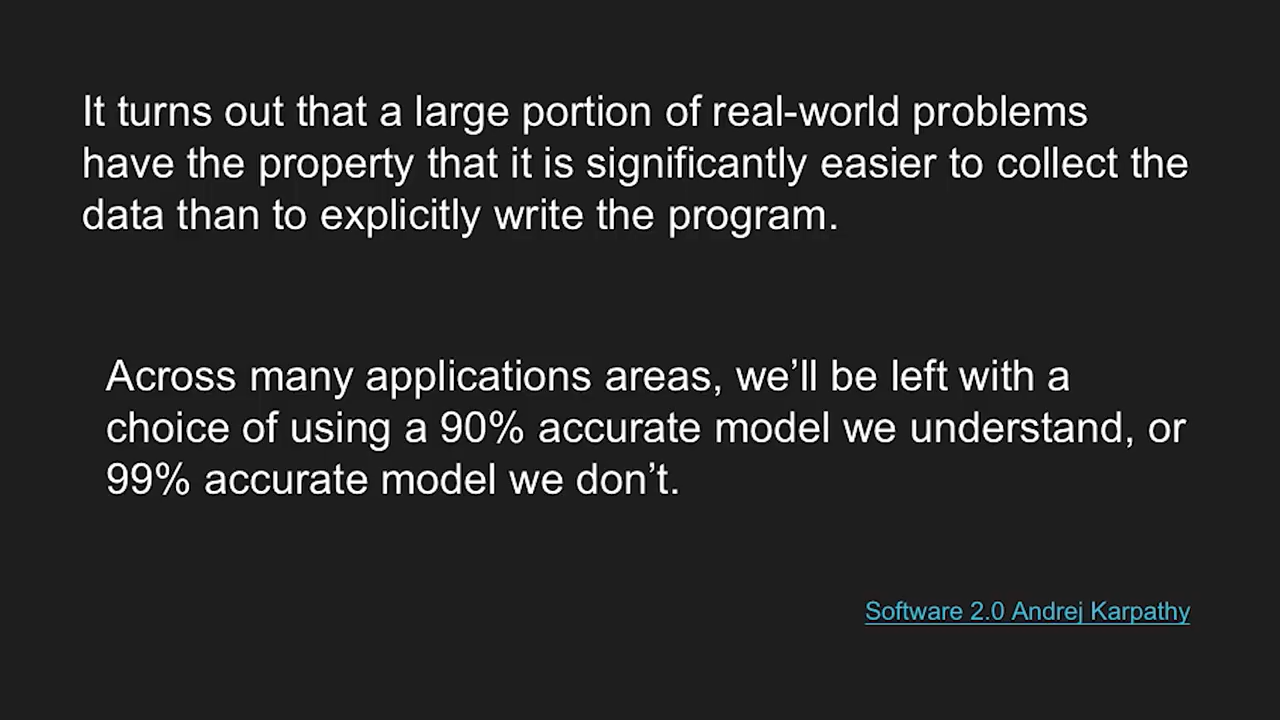 It turns out that a large portion of real-world problems
have the property that it is significantly easier to collect the
data than to explicitly write the program.
Across many applications areas, we’ll be left with a
choice of using a 90% accurate model we understand, or
99% accurate model we don’t.
Software 2.0 Andrej Karpathy